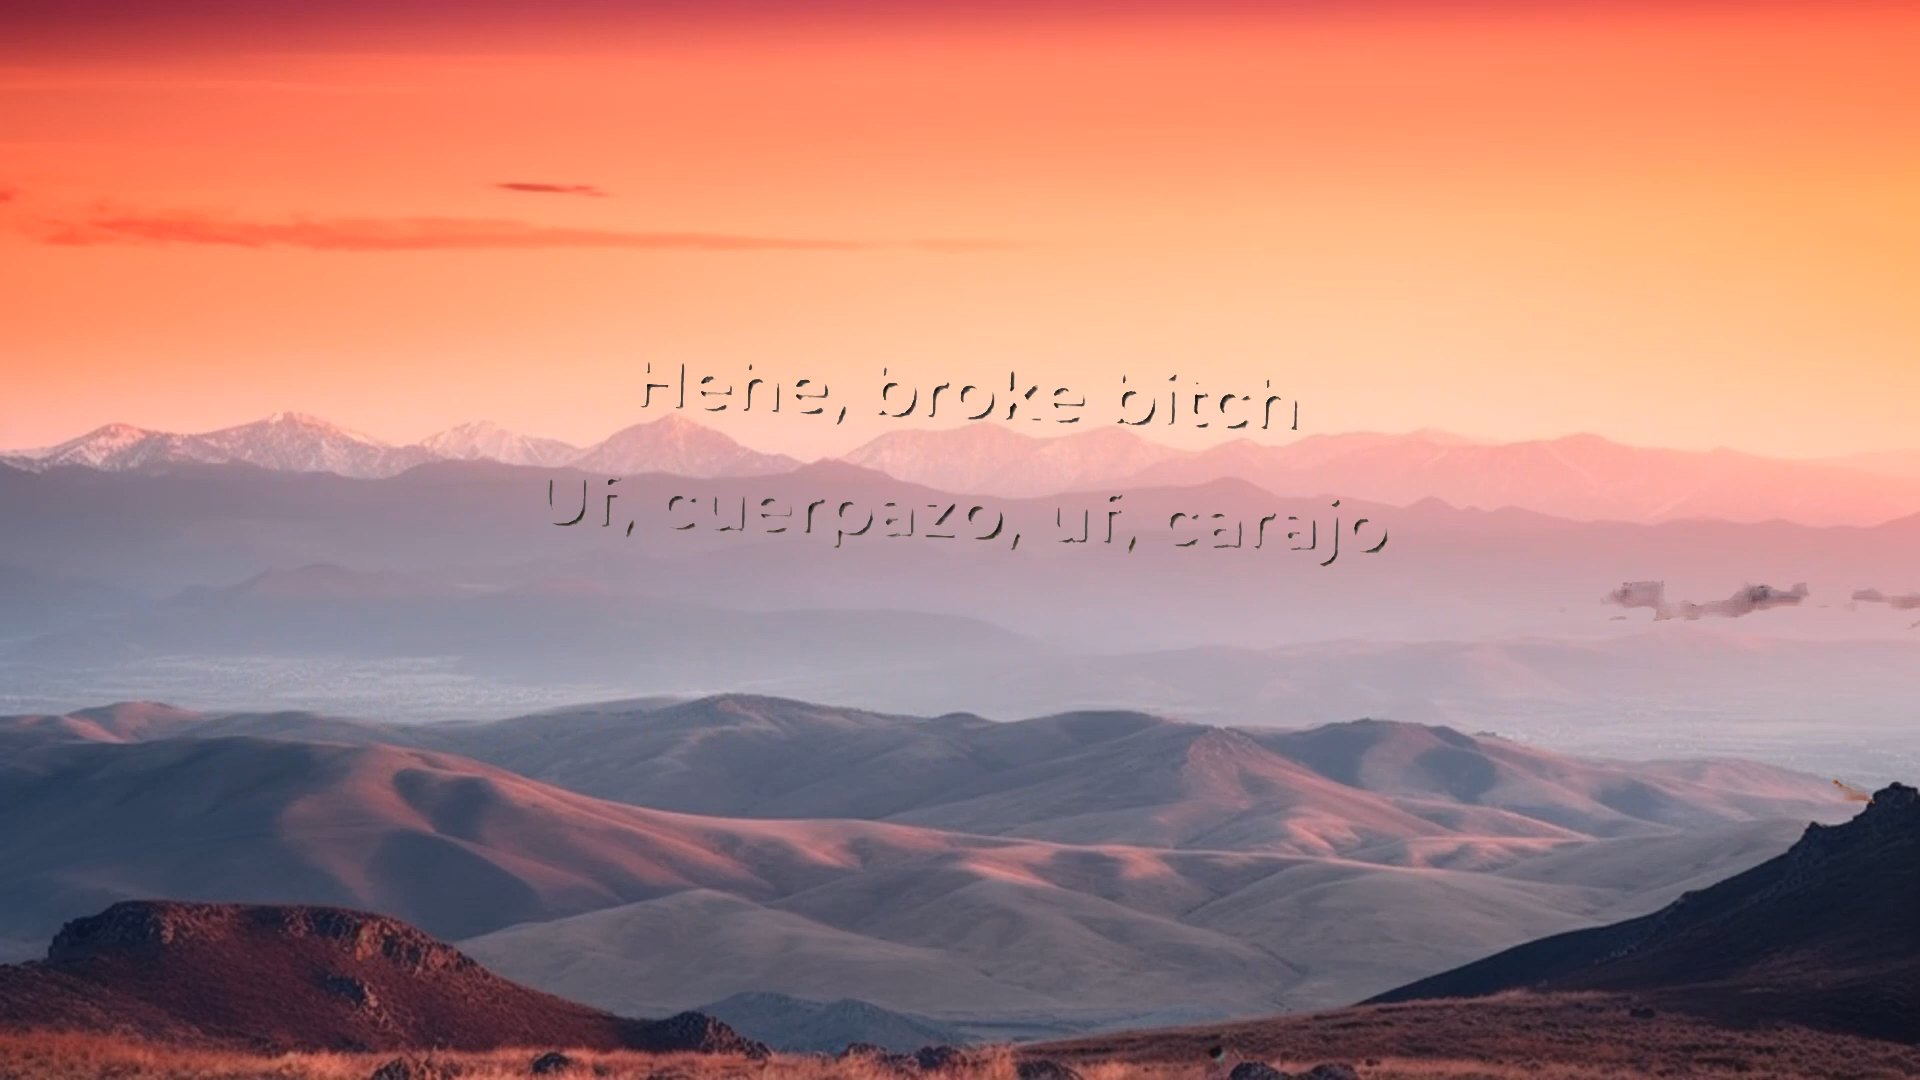 Hehe, broke bitch
Uf, cuerpazo, uf, carajo